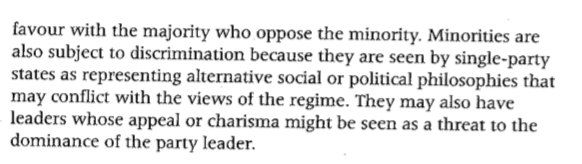 favour with the majority who oppose the minority. Minorities are
also subject to discrimination because they are seen by single-party
states as representing alternative social or political philosophies that
may conflict with the views of the regime. They may also have
leaders whose appeal or charisma might be seen as a threat to the
dominance of the party leader.